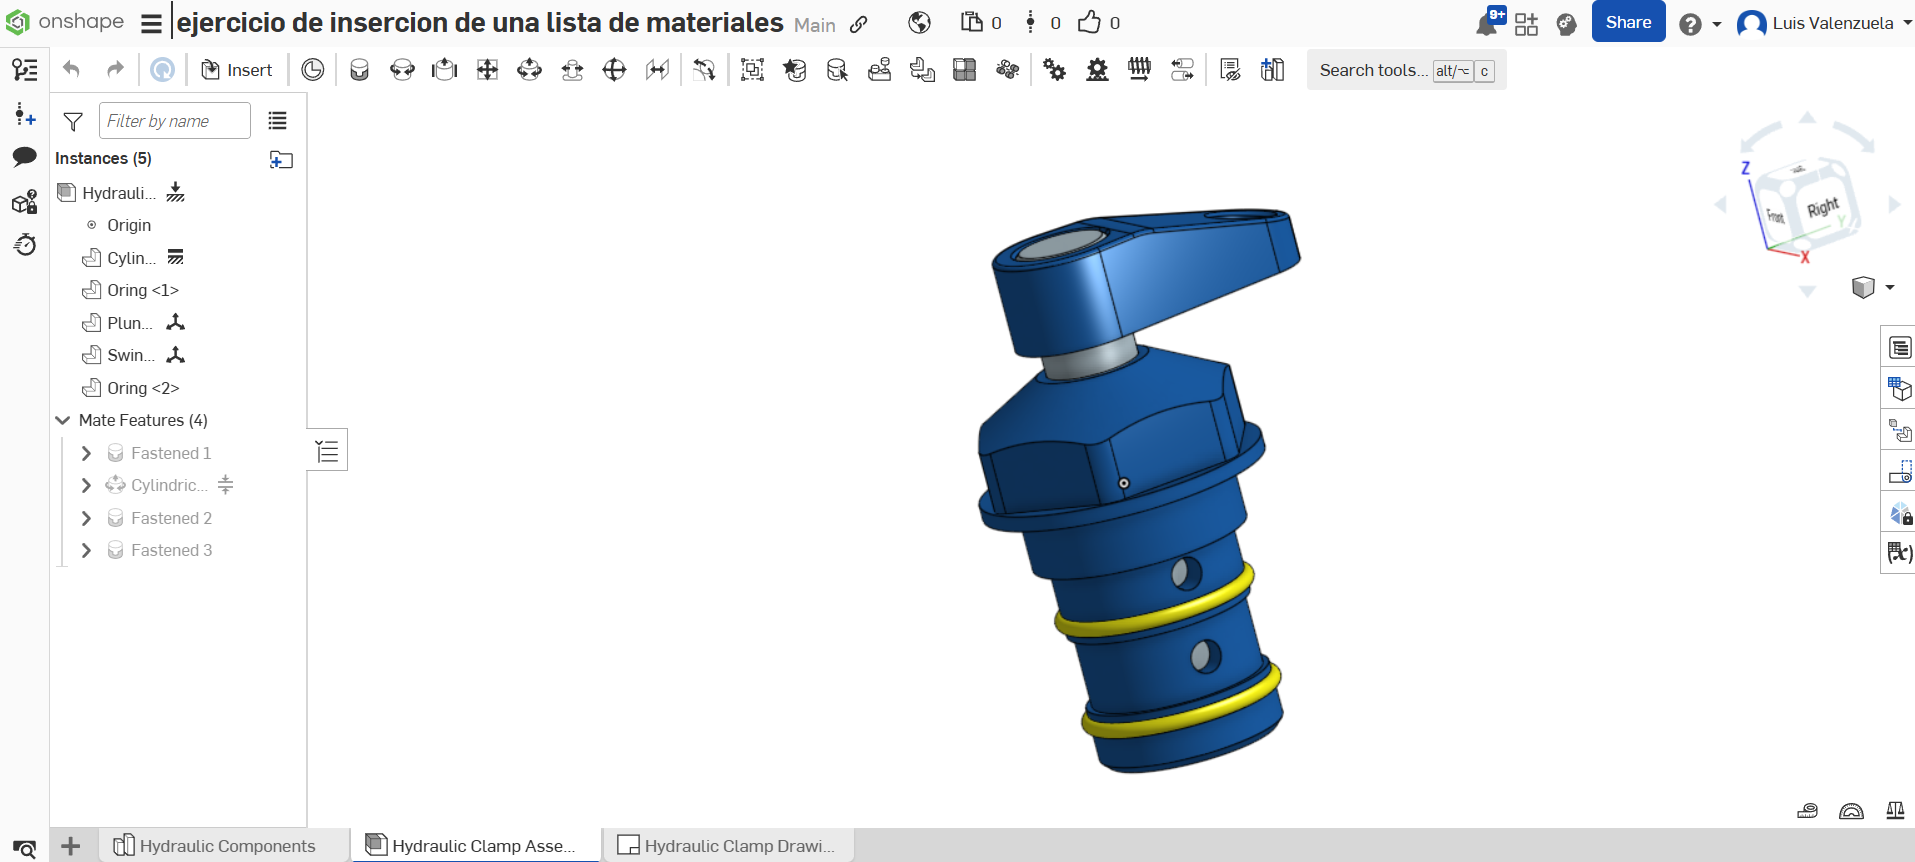 onshape ejercicio de insercion de una lista de materiales Main 0 0 0 9+ Share Luis Valenzuela
Insert Search tools... alt/⌥ c
Filter by name
Instances (5)
Hydrauli...
Origin
Cylin...
Oring <1>
Plun...
Swin...
Oring <2>
Mate Features (4)
Fastened 1
Cylindric...
Fastened 2
Fastened 3
Z
Front
Right
Y
X
(x)
Hydraulic Components Hydraulic Clamp Asse... Hydraulic Clamp Drawi...